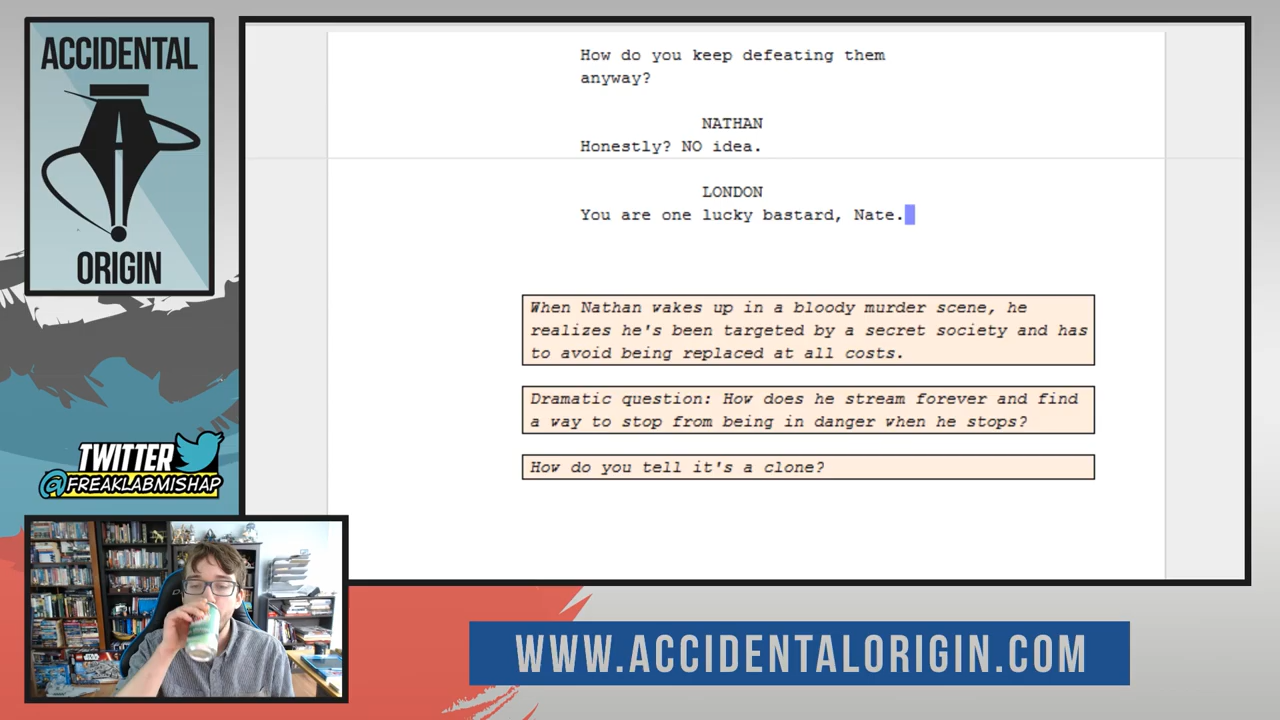 ACCIDENTAL
ORIGIN
How do you keep defeating them
anyway?
NATHAN
Honestly? NO idea.
LONDON
You are one lucky bastard, Nate.
When Nathan wakes up in a bloody murder scene, he
realizes he's been targeted by a secret society and has
to avoid being replaced at all costs.
Dramatic question: How does he stream forever and find
a way to stop from being in danger when he stops?
How do you tell it's a clone?
TWITTER
@FREAKLABMISHAP
WWW.ACCIDENTALORIGIN.COM